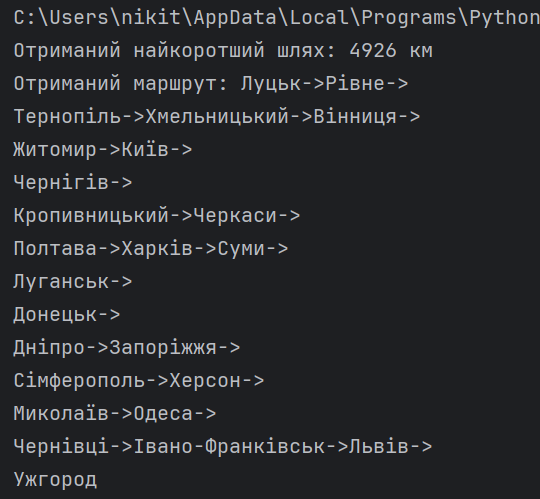 C:\Users\nikit\AppData\Local\Programs\Python
Отриманий найкоротший шлях: 4926 км
Отриманий маршрут: Луцьк->Рівне->
Тернопіль->Хмельницький->Вінниця->
Житомир->Київ->
Чернігів->
Кропивницький->Черкаси->
Полтава->Харків->Суми->
Луганськ->
Донецьк->
Дніпро->Запоріжжя->
Сімферополь->Херсон->
Миколаїв->Одеса->
Чернівці->Івано-Франківськ->Львів->
Ужгород